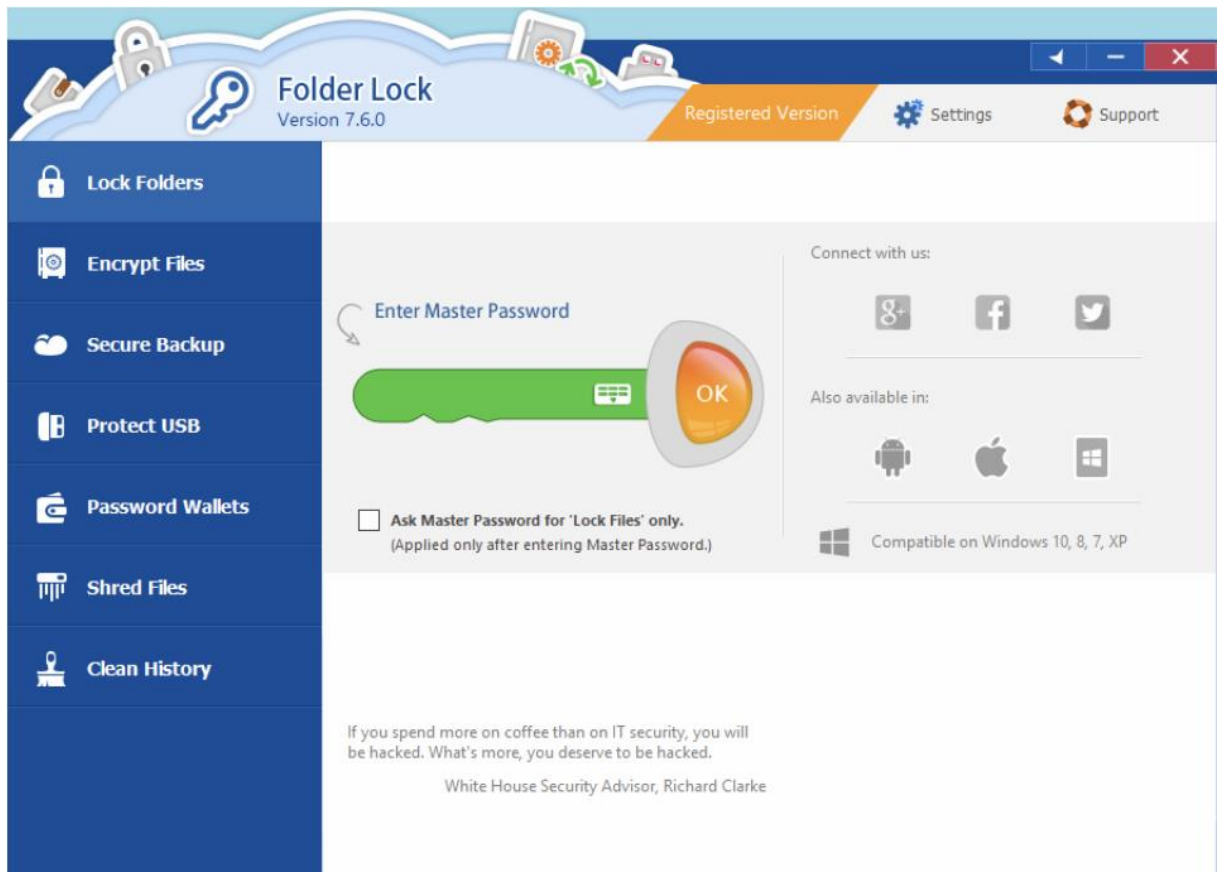 Folder Lock
Version 7.6.0
Registered Version
Settings
Support
Lock Folders
Encrypt Files
Secure Backup
Protect USB
Password Wallets
Shred Files
Clean History
Enter Master Password
OK
Ask Master Password for 'Lock Files' only.
(Applied only after entering Master Password.)
Connect with us:
8+
Also available in:
Compatible on Windows 10, 8, 7, XP
If you spend more on coffee than on IT security, you will
be hacked. What's more, you deserve to be hacked.
White House Security Advisor, Richard Clarke